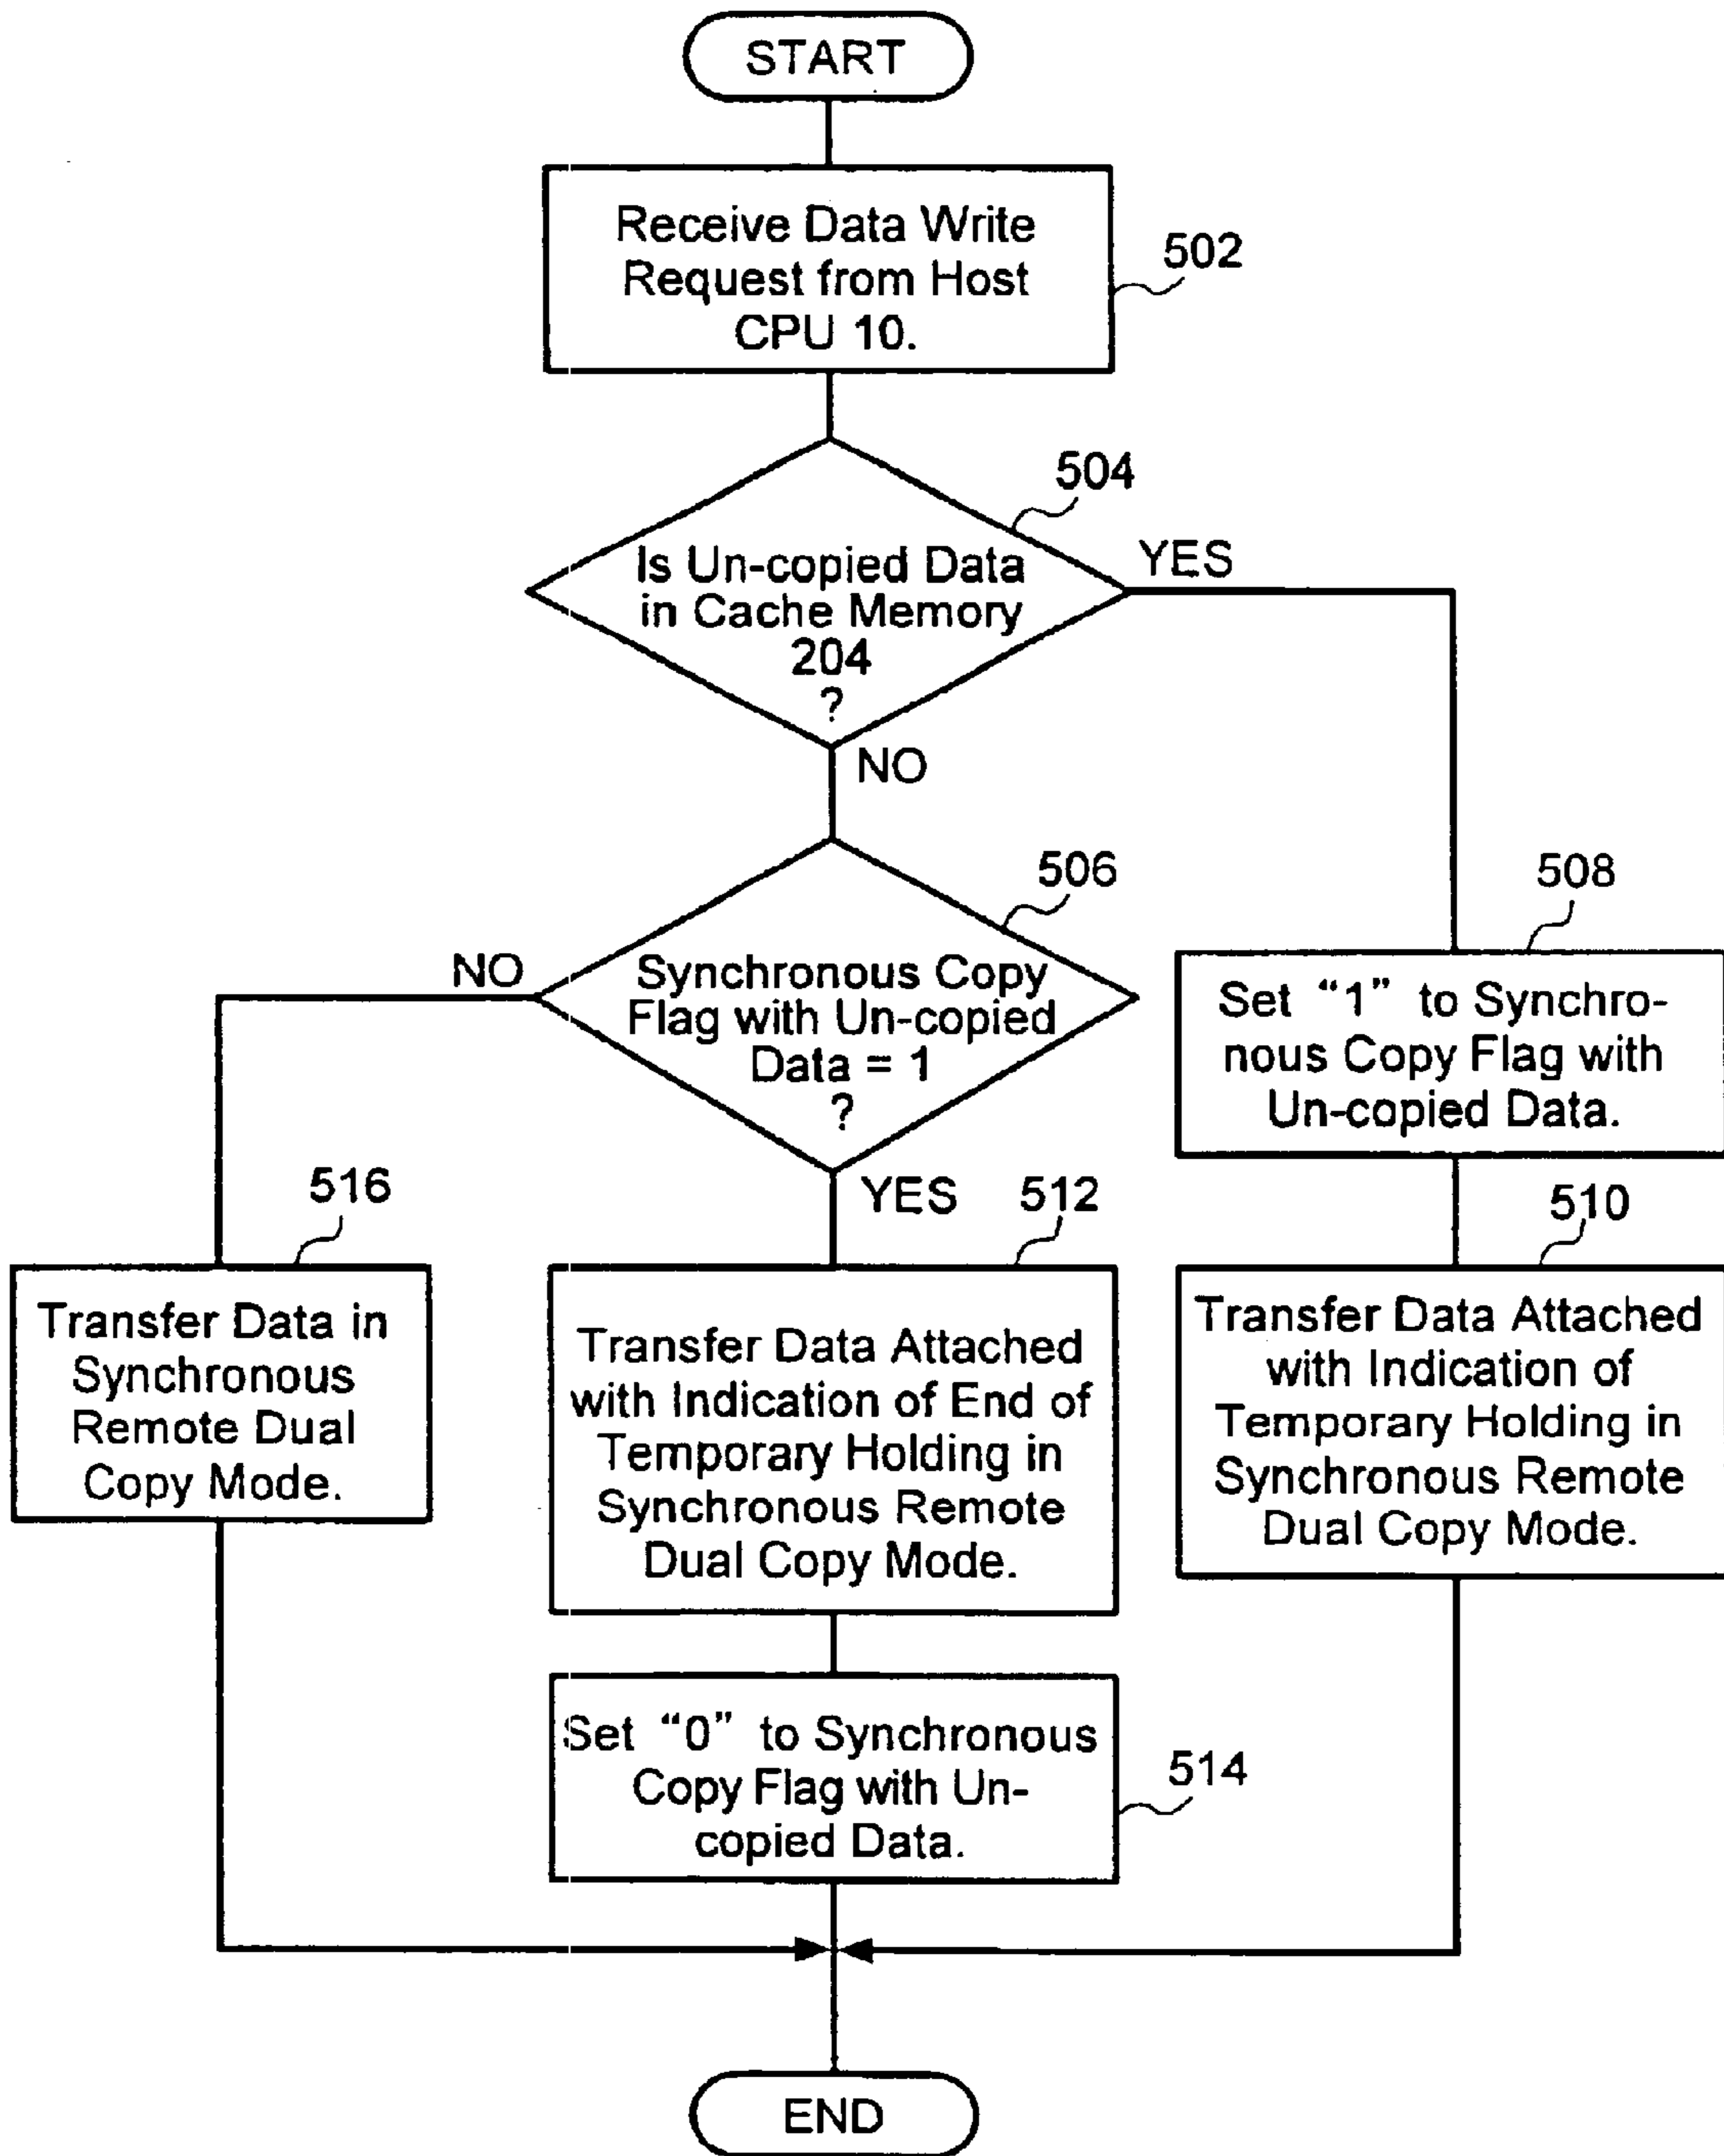 START
Receive Data Write
Request from Host
CPU 10.
502
504
Is Un-copied Data
in Cache Memory
204
?
YES
NO
506
Synchronous Copy
Flag with Un-copied
Data = 1
?
NO
YES
508
Set “1” to Synchro-
nous Copy Flag with
Un-copied Data.
516
Transfer Data in
Synchronous
Remote Dual
Copy Mode.
512
Transfer Data Attached
with Indication of End of
Temporary Holding in
Synchronous Remote
Dual Copy Mode.
510
Transfer Data Attached
with Indication of
Temporary Holding in
Synchronous Remote
Dual Copy Mode.
Set “0” to Synchronous
Copy Flag with Un-
copied Data.
514
END